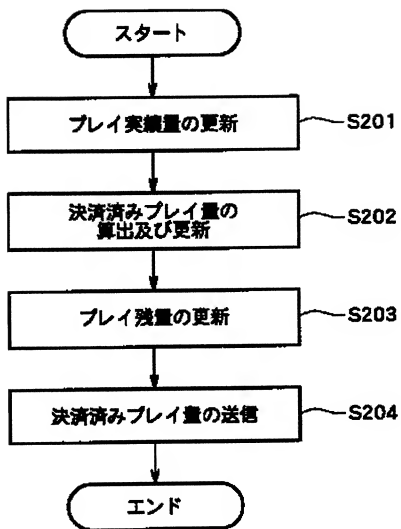 スタート
プレイ実績量の更新
S201
決済済みプレイ量の
算出及び更新
S202
プレイ残量の更新
S203
決済済みプレイ量の送信
S204
エンド